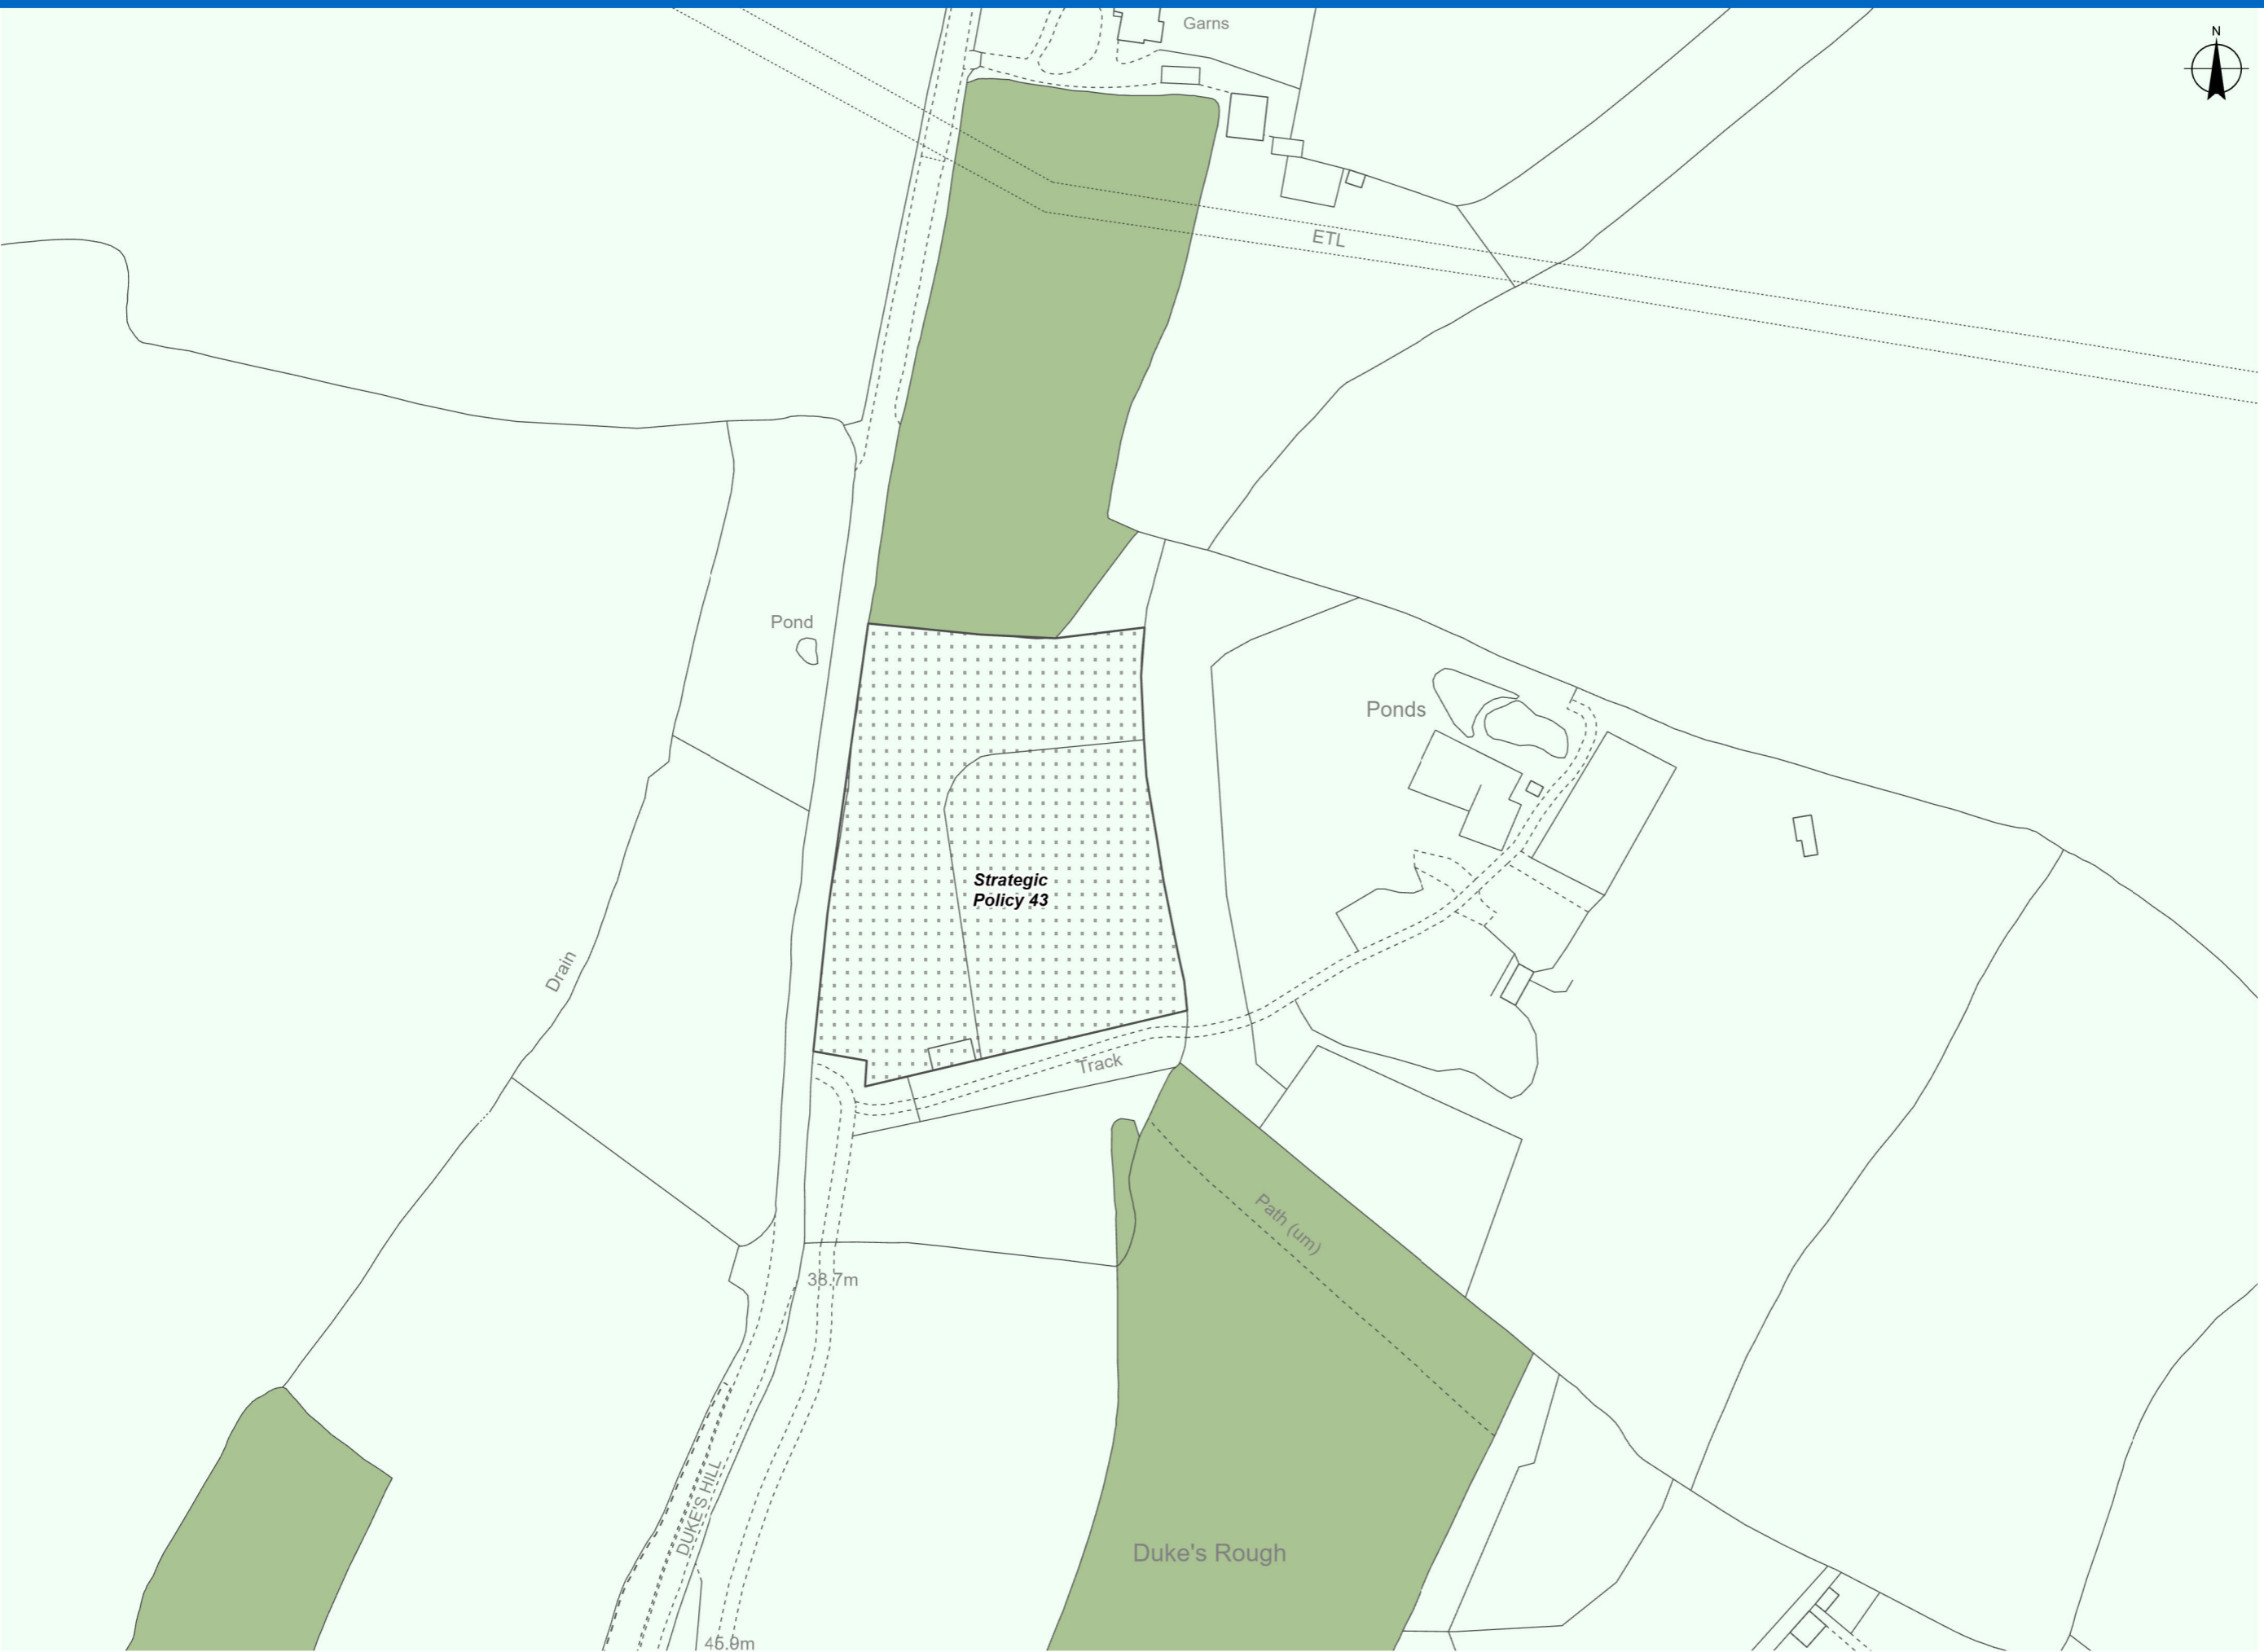 Garns
N
ETL
Pond
Ponds
Strategic
Policy 43
Drain
Track
Path (um)
38.7m
DUKE'S HILL
Duke's Rough
45.9m